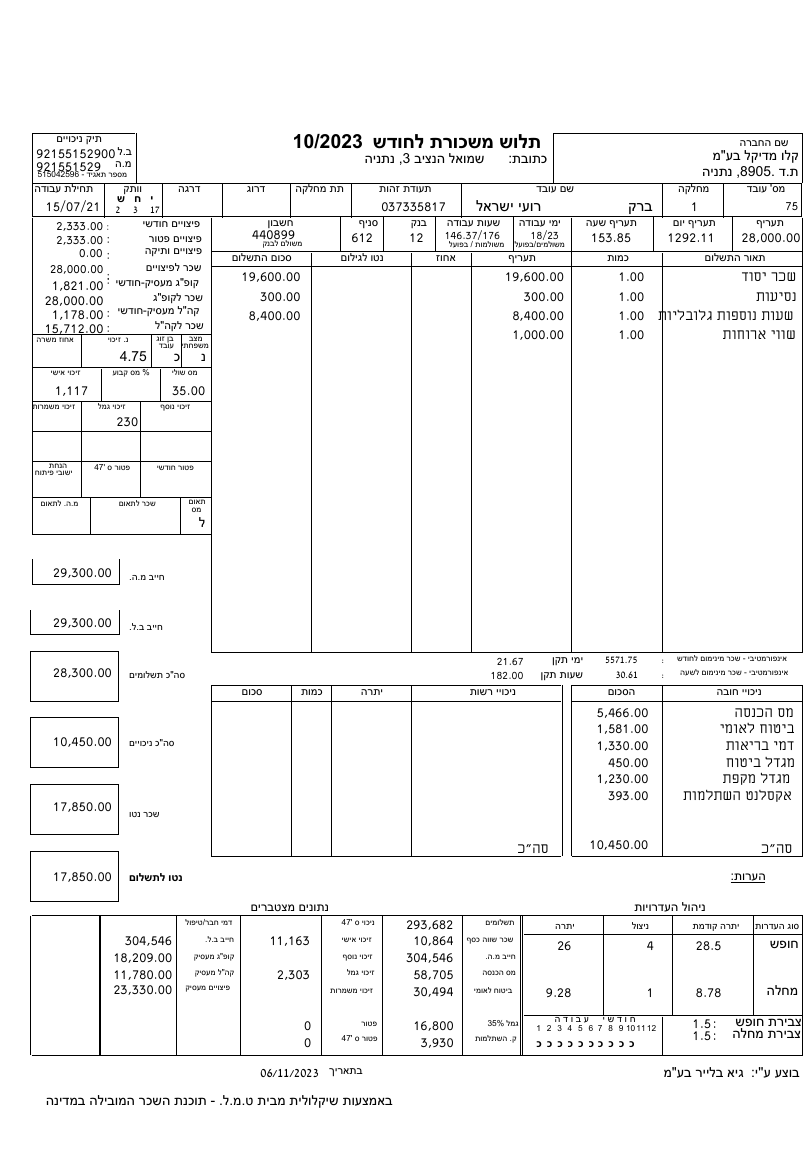 תיק ניכויים
ב.ל 92155152900
מ.ה 921551529
מספר תאגיד - 515042596
תלוש משכורת לחודש 10/2023
כתובת: שמואל הנציב 3, נתניה
שם החברה
קלו מדיקל בע"מ
ת.ד .8905, נתניה
מס' עובד מחלקה שם עובד תעודת זהות תת מחלקה דרוג דרגה וותק תחילת עבודה
י ח ש
75 1 ברק רועי ישראל 037335817 17 3 2 15/07/21
תעריף תעריף יום תעריף שעה ימי עבודה שעות עבודה בנק סניף חשבון
28,000.00 1292.11 153.85 18/23 146.37/176 12 612 440899
משולמים/בפועל משולמות / בפועל משולם לבנק
פיצויים חודשי : 2,333.00
פיצויים פטור : 2,333.00
פיצויים ותיקה : 0.00
שכר לפיצויים : 28,000.00
קופ"ג מעסיק-חודשי : 1,821.00
שכר לקופ"ג 28,000.00
קה"ל מעסיק-חודשי : 1,178.00
שכר לקה"ל : 15,712.00
תאור התשלום כמות תעריף אחוז נטו לגילום סכום התשלום
שכר יסוד 1.00 19,600.00 19,600.00
נסיעות 1.00 300.00 300.00
שעות נוספות גלובליות 1.00 8,400.00 8,400.00
שווי ארוחות 1.00 1,000.00
מצב משפחתי בן זוג עובד נ. זיכוי אחוז משרה
נ כ 4.75
מס שולי % מס קבוע זיכוי אישי
35.00 1,117
זיכוי נוסף זיכוי גמל זיכוי משמרות
230
פטור חודשי פטור ס '47 הנחת ישובי פיתוח
תאום מס שכר לתאום מ.ה. לתאום
ל
חייב מ.ה. 29,300.00
חייב ב.ל. 29,300.00
סה"כ תשלומים 28,300.00
סה"כ ניכויים 10,450.00
שכר נטו 17,850.00
נטו לתשלום 17,850.00
אינפורמטיבי - שכר מינימום לחודש : 5571.75 ימי תקן 21.67
אינפורמטיבי - שכר מינימום לשעה : 30.61 שעות תקן 182.00
ניכויי חובה הסכום ניכויי רשות יתרה כמות סכום
מס הכנסה 5,466.00
ביטוח לאומי 1,581.00
דמי בריאות 1,330.00
מגדל ביטוח 450.00
מגדל מקפת 1,230.00
אקסלנט השתלמות 393.00
סה״כ 10,450.00 סה״כ
הערות:
ניהול העדרויות
סוג העדרות יתרה קודמת ניצול יתרה
חופש 28.5 4 26
מחלה 8.78 1 9.28
צבירת חופש :1.5
צבירת מחלה :1.5
חודשי עבודה
1 2 3 4 5 6 7 8 9 10 11 12
כ כ כ כ כ כ כ כ כ כ
נתונים מצטברים
תשלומים 293,682 ניכוי ס '47 דמי חבר/טיפול
שכר שווה כסף 10,864 זיכוי אישי 11,163 חייב ב.ל. 304,546
חייב מ.ה. 304,546 זיכוי נוסף קופ"ג מעסיק 18,209.00
מס הכנסה 58,705 זיכוי גמל 2,303 קה"ל מעסיק 11,780.00
ביטוח לאומי 30,494 זיכוי משמרות פיצויים מעסיק 23,330.00
גמל 35% 16,800 פטור 0
ק. השתלמות 3,930 פטור ס '47 0
בוצע ע"י: גיא בלייר בע"מ
בתאריך 06/11/2023
באמצעות שיקלולית מבית ט.מ.ל. - תוכנת השכר המובילה במדינה